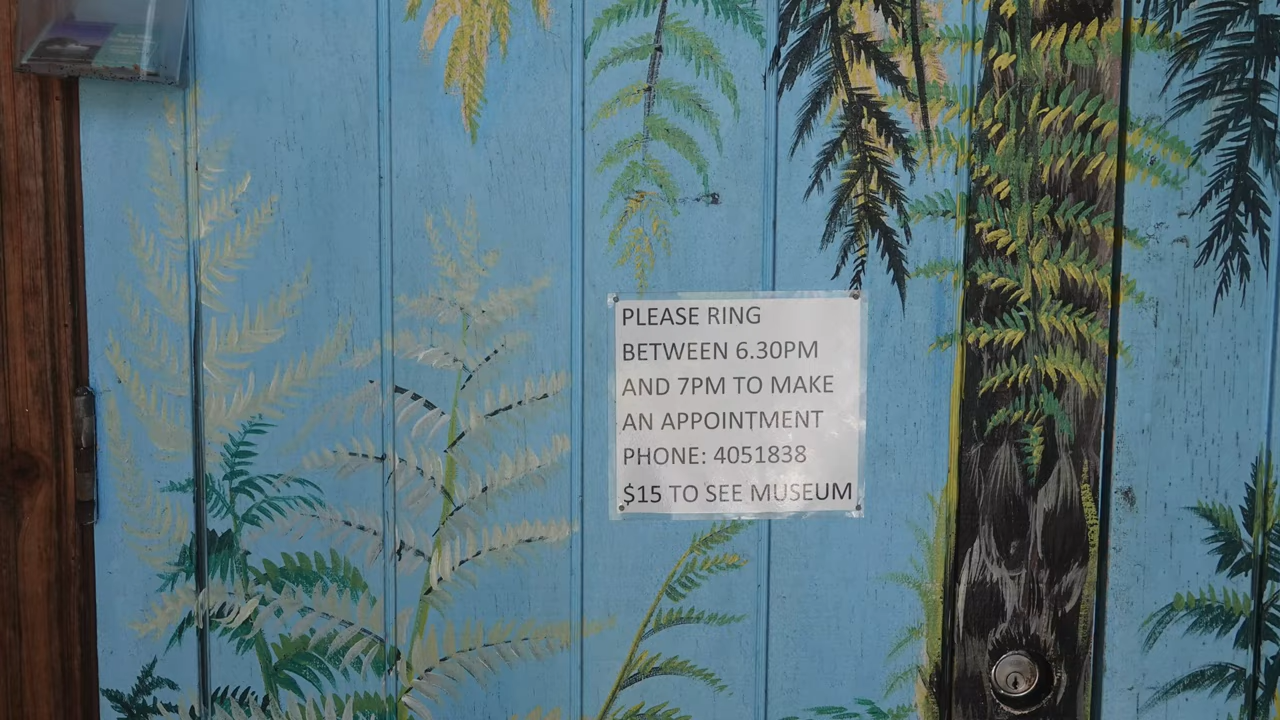 PLEASE RING
BETWEEN 6.30PM
AND 7PM TO MAKE
AN APPOINTMENT
PHONE: 4051838
$15 TO SEE MUSEUM